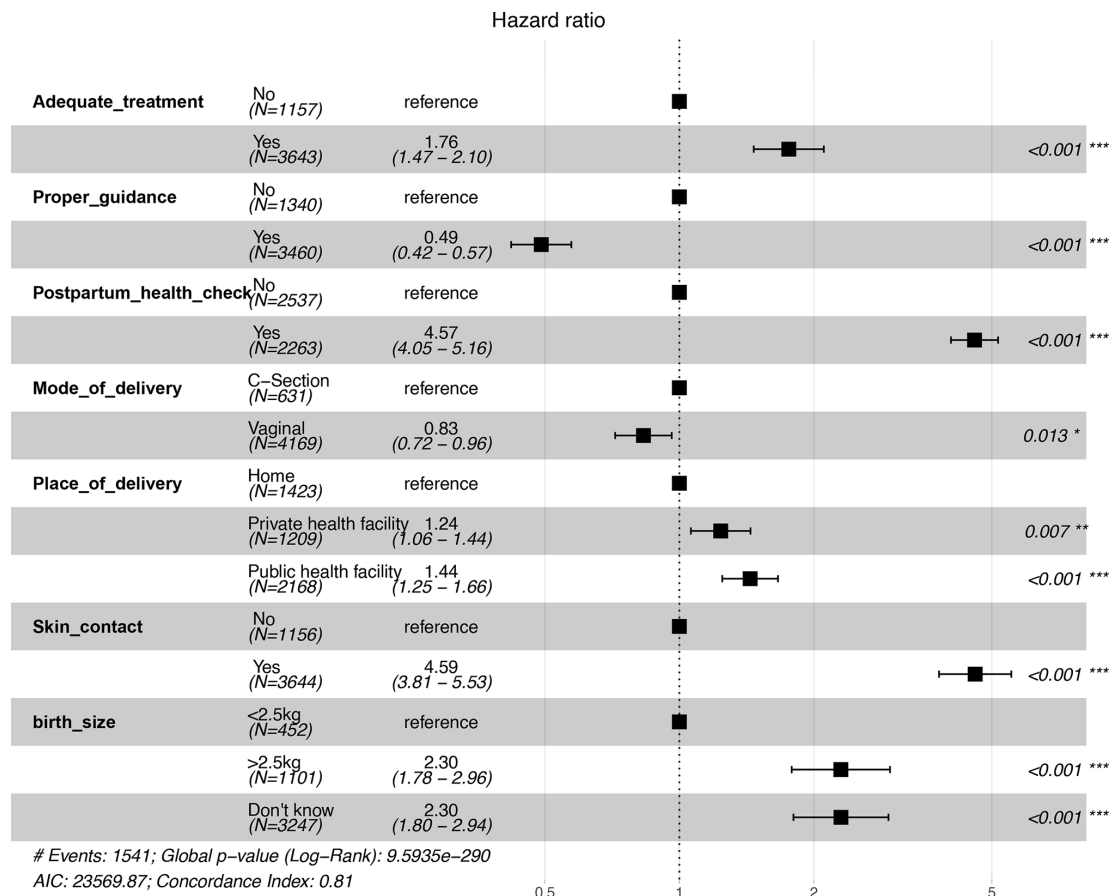 Hazard ratio
Adequate_treatment No (N=1157) reference
Yes (N=3643) 1.76 (1.47 – 2.10) <0.001 ***
Proper_guidance No (N=1340) reference
Yes (N=3460) 0.49 (0.42 – 0.57) <0.001 ***
Postpartum_health_check No (N=2537) reference
Yes (N=2263) 4.57 (4.05 – 5.16) <0.001 ***
Mode_of_delivery C−Section (N=631) reference
Vaginal (N=4169) 0.83 (0.72 – 0.96) 0.013 *
Place_of_delivery Home (N=1423) reference
Private health facility (N=1209) 1.24 (1.06 – 1.44) 0.007 **
Public health facility (N=2168) 1.44 (1.25 – 1.66) <0.001 ***
Skin_contact No (N=1156) reference
Yes (N=3644) 4.59 (3.81 – 5.53) <0.001 ***
birth_size <2.5kg (N=452) reference
>2.5kg (N=1101) 2.30 (1.78 – 2.96) <0.001 ***
Don't know (N=3247) 2.30 (1.80 – 2.94) <0.001 ***
# Events: 1541; Global p−value (Log−Rank): 9.5935e−290
AIC: 23569.87; Concordance Index: 0.81
0.5 1 2 5